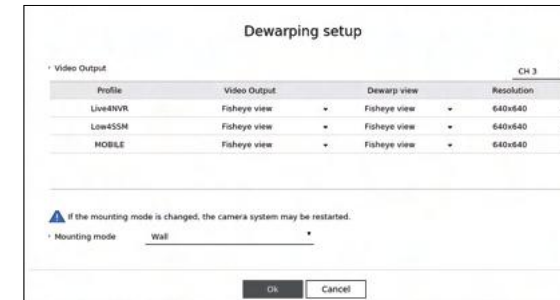 Dewarping setup
Video Output
CH 3
Profile Video Output Dewarp view Resolution
Live4NVR Fisheye view Fisheye view 640x640
Low4SSM Fisheye view Fisheye view 640x640
MOBILE Fisheye view Fisheye view 640x640
If the mounting mode is changed, the camera system may be restarted.
Mounting mode Wall
Ok Cancel